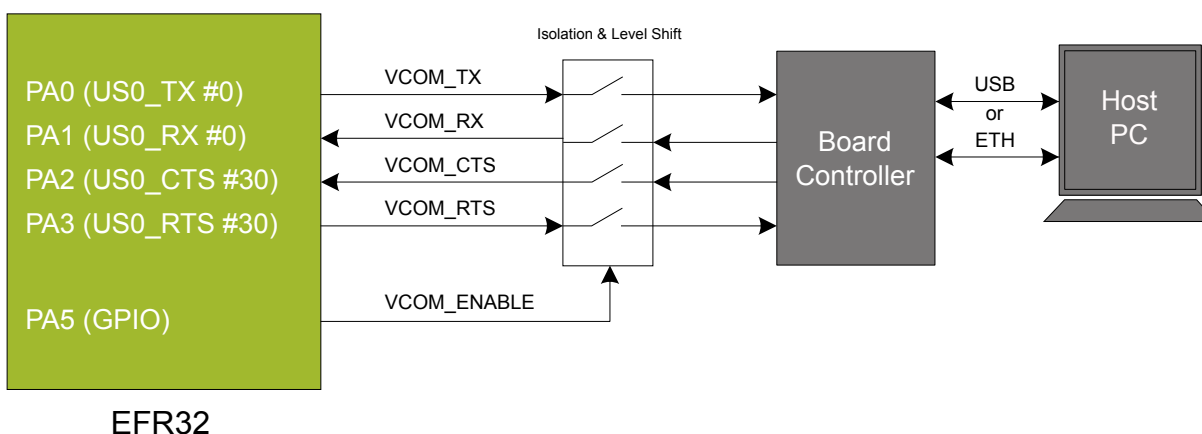 Isolation & Level Shift
PA0 (US0_TX #0)
VCOM_TX
PA1 (US0_RX #0)
VCOM_RX
PA2 (US0_CTS #30)
VCOM_CTS
PA3 (US0_RTS #30)
VCOM_RTS
PA5 (GPIO)
VCOM_ENABLE
Board
Controller
USB
or
ETH
Host
PC
EFR32